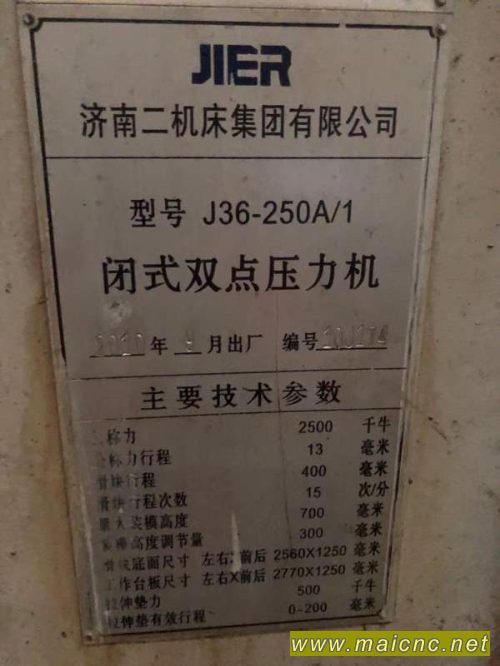 JIER
济南二机床集团有限公司
型号 J36-250A/1
闭式双点压力机
2010 年 月出厂 编号
主要技术参数
称力 2500 千牛
称力行程 13 毫米
滑块行程 400 毫米
滑块行程次数 15 次/分
最大装模高度 700 毫米
高度调节量 300 毫米
滑块底面尺寸 左右X前后 2560X1250 毫米
工作台板尺寸 左右X前后 2770X1250 毫米
拉伸垫力 500 千牛
拉伸垫有效行程 0-200 毫米
www.maicnc.net